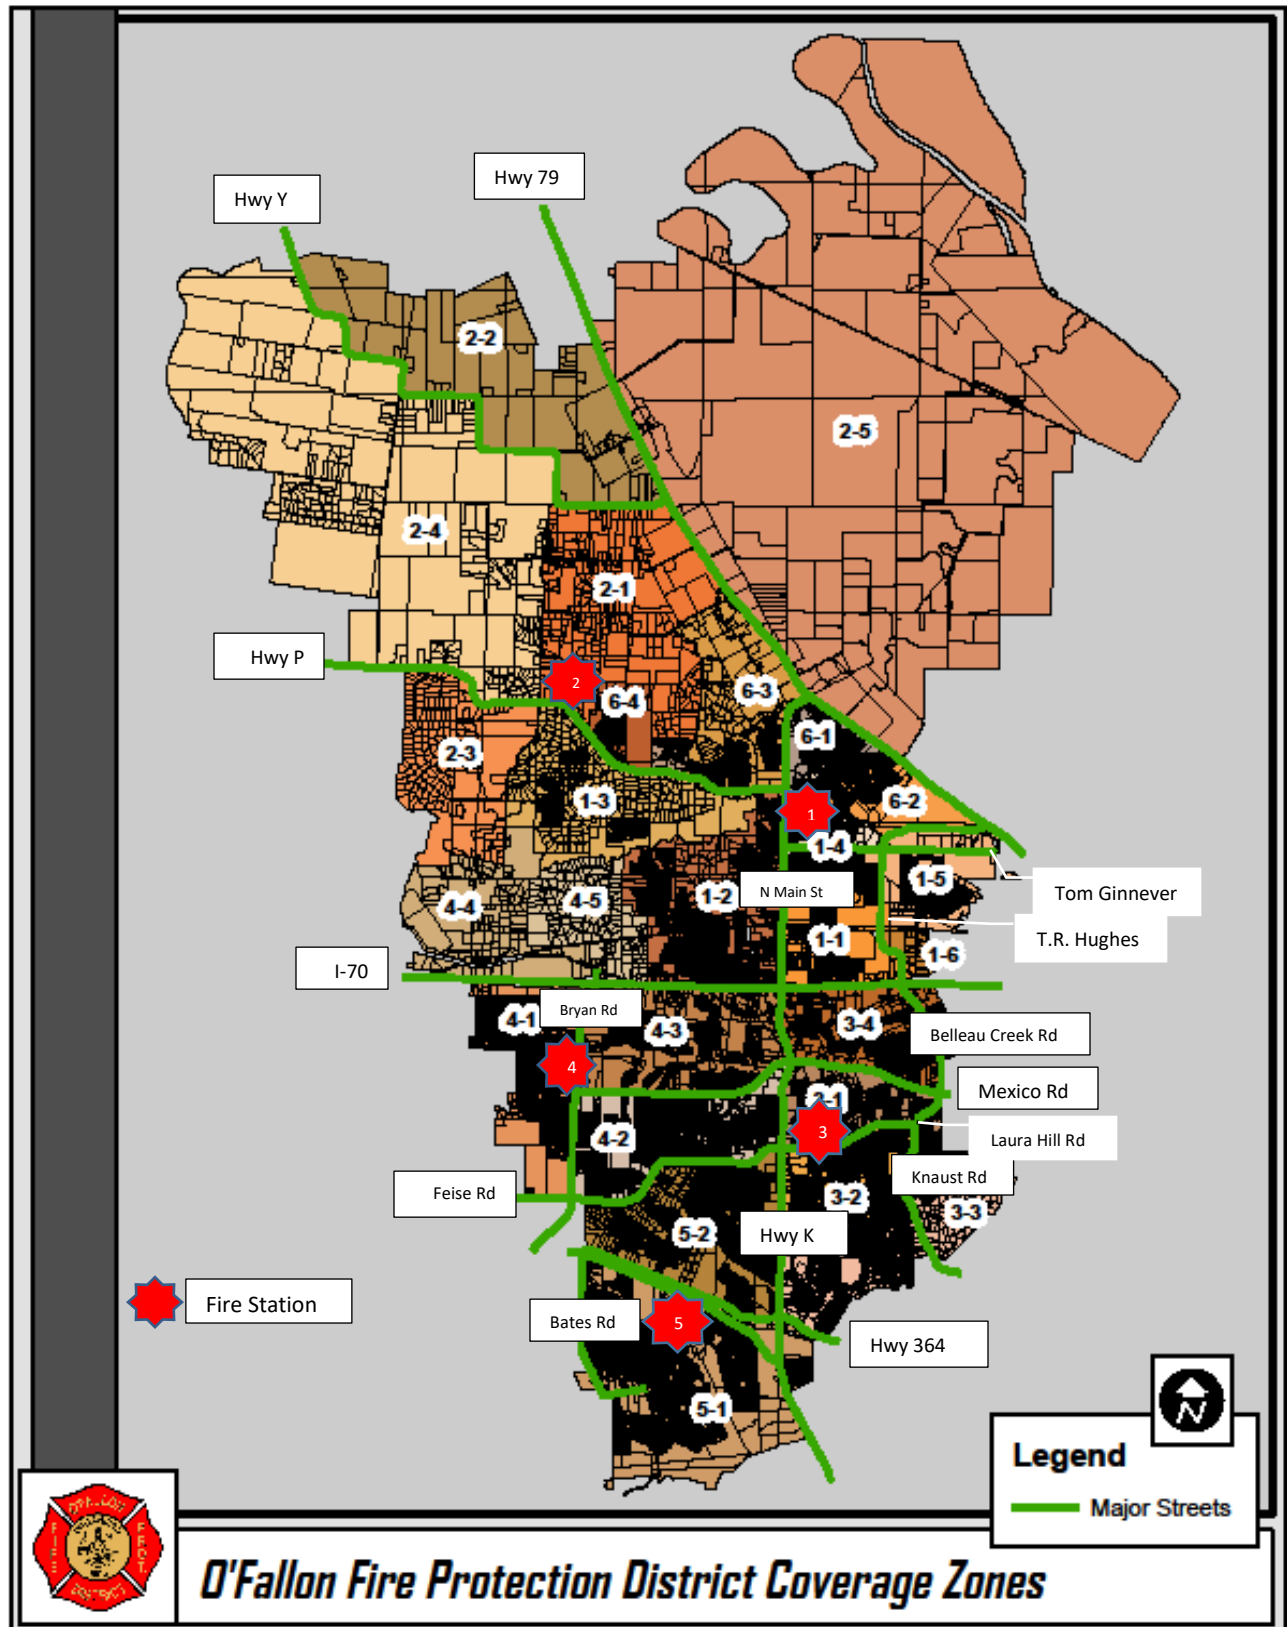 Hwy 79
Hwy Y
2-2
2-5
2-4
2-1
Hwy P
2
6-4
6-3
6-1
2-3
1-3
6-2
1
1-4
N Main St
1-2
1-5
Tom Ginnever
4-4
4-5
1-1
T.R. Hughes
1-6
I-70
Bryan Rd
4-1
4-3
3-4
Belleau Creek Rd
4
Mexico Rd
3
4-2
Laura Hill Rd
Knaust Rd
Feise Rd
3-2
3-3
5-2
Hwy K
Fire Station
Bates Rd
5
Hwy 364
5-1
N
Legend
Major Streets
O'FALLON
FIRE
PROTECTION
DISTRICT
O'Fallon Fire Protection District Coverage Zones